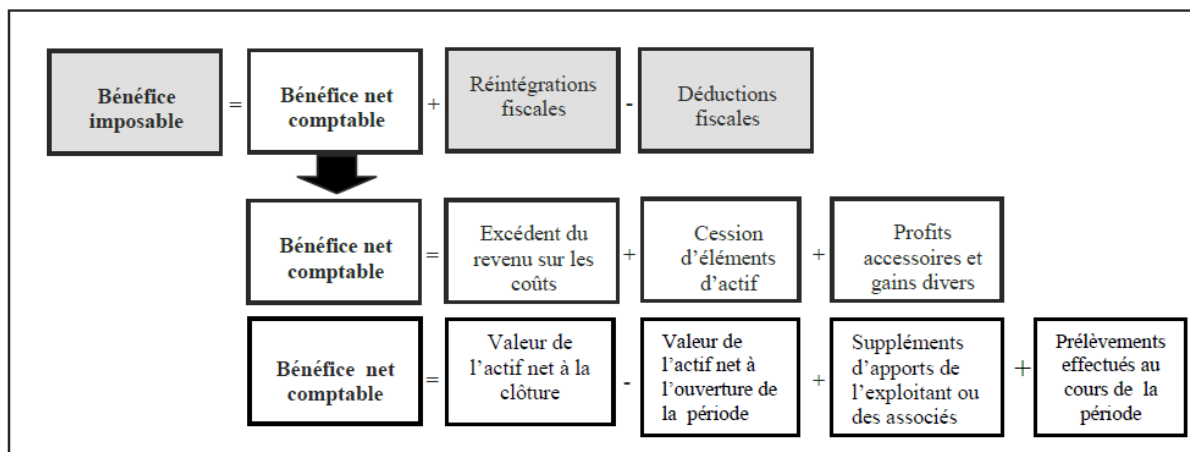 Bénéfice
imposable
=
Bénéfice net
comptable
+
Réintégrations
fiscales
-
Déductions
fiscales
Bénéfice net
comptable
=
Excédent du
revenu sur les
coûts
+
Cession
d'éléments
d'actif
+
Profits
accessoires et
gains divers
Bénéfice net
comptable
=
Valeur de
l'actif net à la
clôture
-
Valeur de
l'actif net à
l'ouverture de
la période
+
Suppléments
d'apports de
l'exploitant ou
des associés
+
Prélèvements
effectués au
cours de la
période